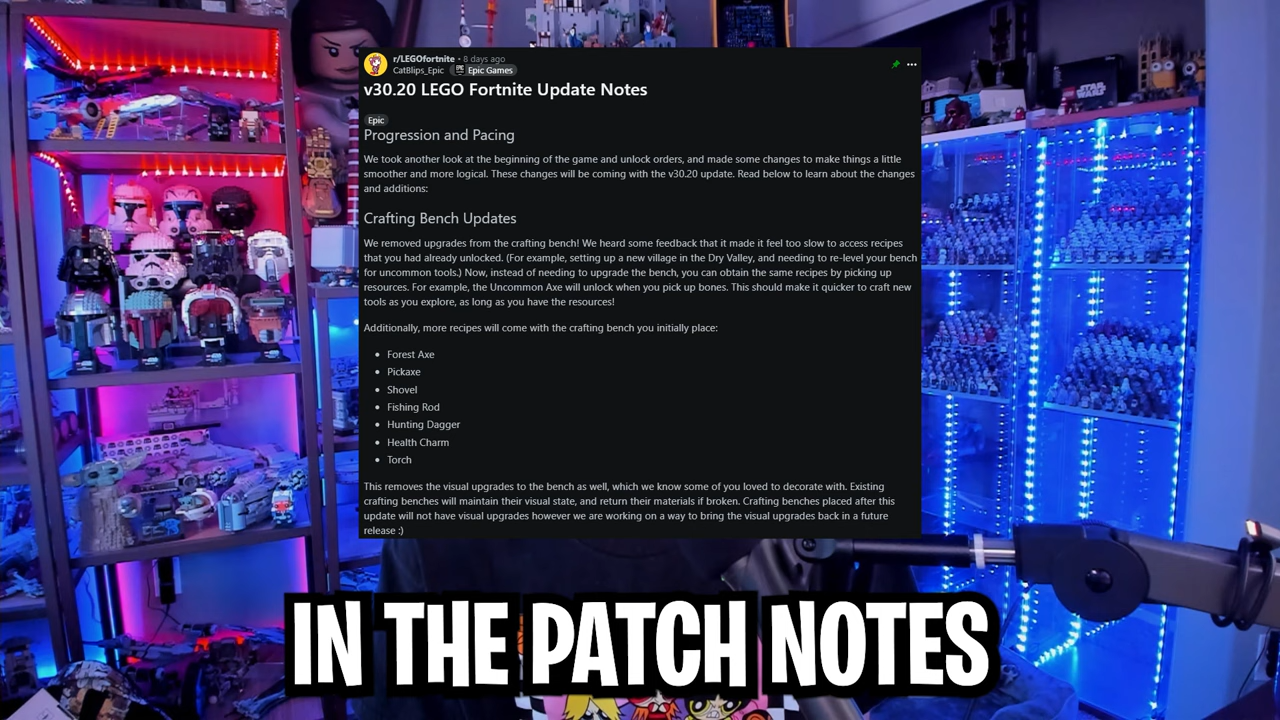 r/LEGOfortnite • 8 days ago
CatBlips_Epic Epic Games
v30.20 LEGO Fortnite Update Notes
Epic
Progression and Pacing
We took another look at the beginning of the game and unlock orders, and made some changes to make things a little
smoother and more logical. These changes will be coming with the v30.20 update. Read below to learn about the changes
and additions:
Crafting Bench Updates
We removed upgrades from the crafting bench! We heard some feedback that it made it feel too slow to access recipes
that you had already unlocked. (For example, setting up a new village in the Dry Valley, and needing to re-level your bench
for uncommon tools.) Now, instead of needing to upgrade the bench, you can obtain the same recipes by picking up
resources. For example, the Uncommon Axe will unlock when you pick up bones. This should make it quicker to craft new
tools as you explore, as long as you have the resources!
Additionally, more recipes will come with the crafting bench you initially place:
• Forest Axe
• Pickaxe
• Shovel
• Fishing Rod
• Hunting Dagger
• Health Charm
• Torch
This removes the visual upgrades to the bench as well, which we know some of you loved to decorate with. Existing
crafting benches will maintain their visual state, and return their materials if broken. Crafting benches placed after this
update will not have visual upgrades however we are working on a way to bring the visual upgrades back in a future
release :)
STAR
WARS
IN THE PATCH NOTES